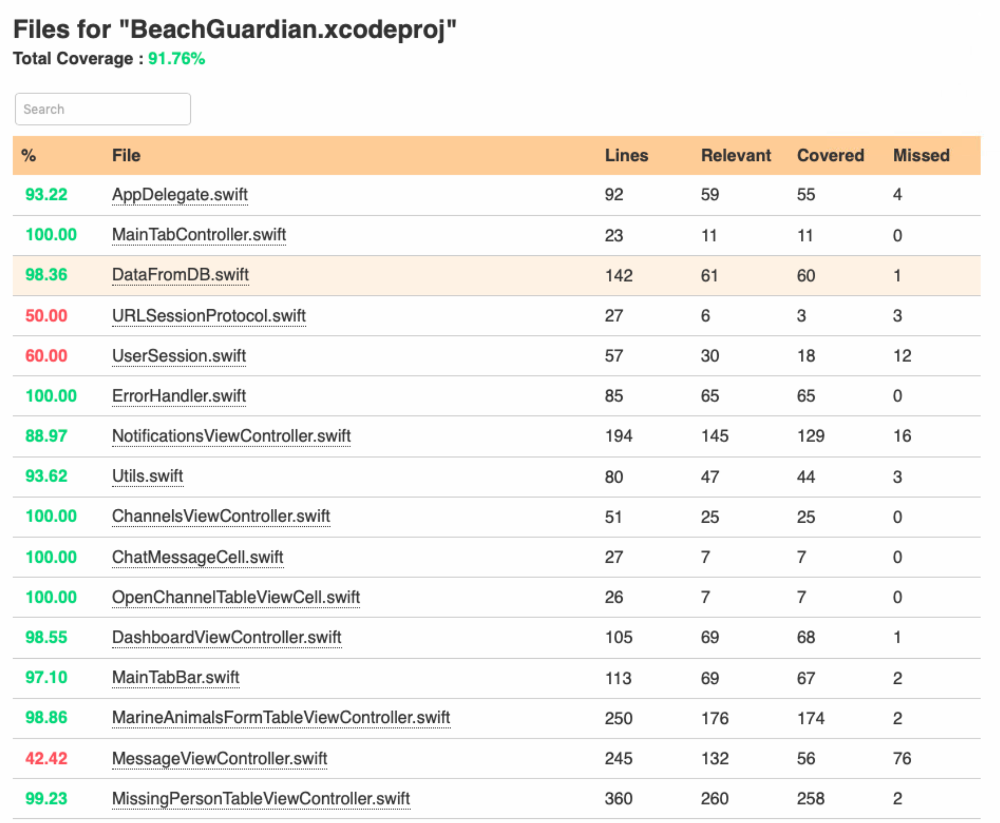 Files for "BeachGuardian.xcodeproj"
Total Coverage : 91.76%
Search
% File Lines Relevant Covered Missed
93.22 AppDelegate.swift 92 59 55 4
100.00 MainTabController.swift 23 11 11 0
98.36 DataFromDB.swift 142 61 60 1
50.00 URLSessionProtocol.swift 27 6 3 3
60.00 UserSession.swift 57 30 18 12
100.00 ErrorHandler.swift 85 65 65 0
88.97 NotificationsViewController.swift 194 145 129 16
93.62 Utils.swift 80 47 44 3
100.00 ChannelsViewController.swift 51 25 25 0
100.00 ChatMessageCell.swift 27 7 7 0
100.00 OpenChannelTableViewCell.swift 26 7 7 0
98.55 DashboardViewController.swift 105 69 68 1
97.10 MainTabBar.swift 113 69 67 2
98.86 MarineAnimalsFormTableViewController.swift 250 176 174 2
42.42 MessageViewController.swift 245 132 56 76
99.23 MissingPersonTableViewController.swift 360 260 258 2